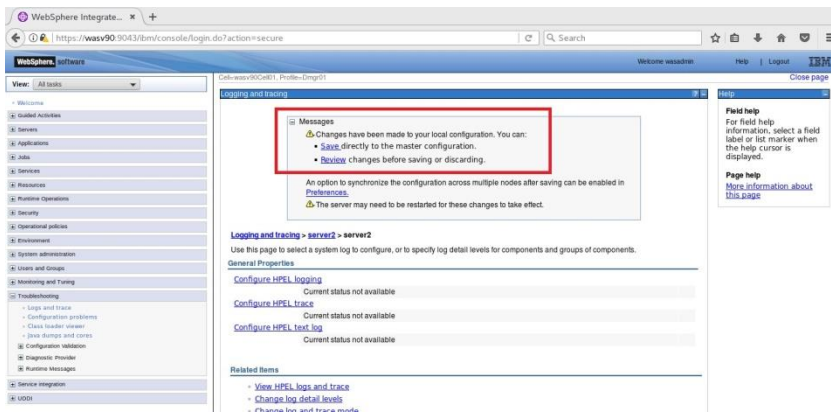 WebSphere Integrate... × +
https://wasv90:9043/ibm/console/login.do?action=secure
Search
WebSphere. software
Welcome wasadmin
Help | Logout
IBM
View: All tasks
Cell=wasv90Cell01, Profile=Dmgr01
Close page
Welcome
Guided Activities
Servers
Applications
Jobs
Services
Resources
Runtime Operations
Security
Operational policies
Environment
System administration
Users and Groups
Monitoring and Tuning
Troubleshooting
Logs and trace
Configuration problems
Class loader viewer
Java dumps and cores
Configuration Validation
Diagnostic Provider
Runtime Messages
Service integration
UDDI
Logging and tracing
Messages
Changes have been made to your local configuration. You can:
Save directly to the master configuration.
Review changes before saving or discarding.
An option to synchronize the configuration across multiple nodes after saving can be enabled in
Preferences.
The server may need to be restarted for these changes to take effect.
Logging and tracing > server2 > server2
Use this page to select a system log to configure, or to specify log detail levels for components and groups of components.
General Properties
Configure HPEL logging
Current status not available
Configure HPEL trace
Current status not available
Configure HPEL text log
Current status not available
Related Items
View HPEL logs and trace
Change log detail levels
Change log and trace mode
Help
Field help
For field help
information, select a field
label or list marker when
the help cursor is
displayed.
Page help
More information about
this page